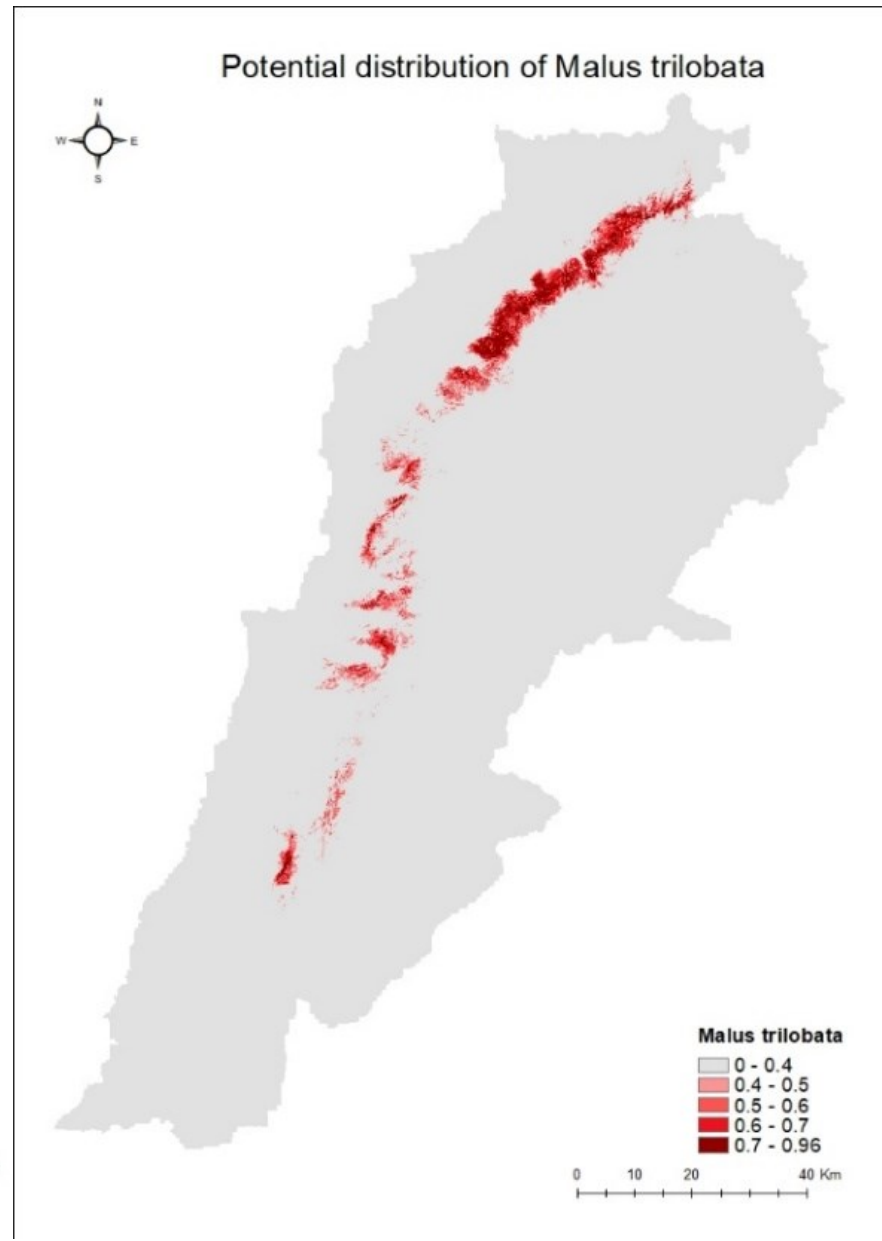 Potential distribution of Malus trilobata
N
W E
S
Malus trilobata
0 - 0.4
0.4 - 0.5
0.5 - 0.6
0.6 - 0.7
0.7 - 0.96
0 10 20 40 Km